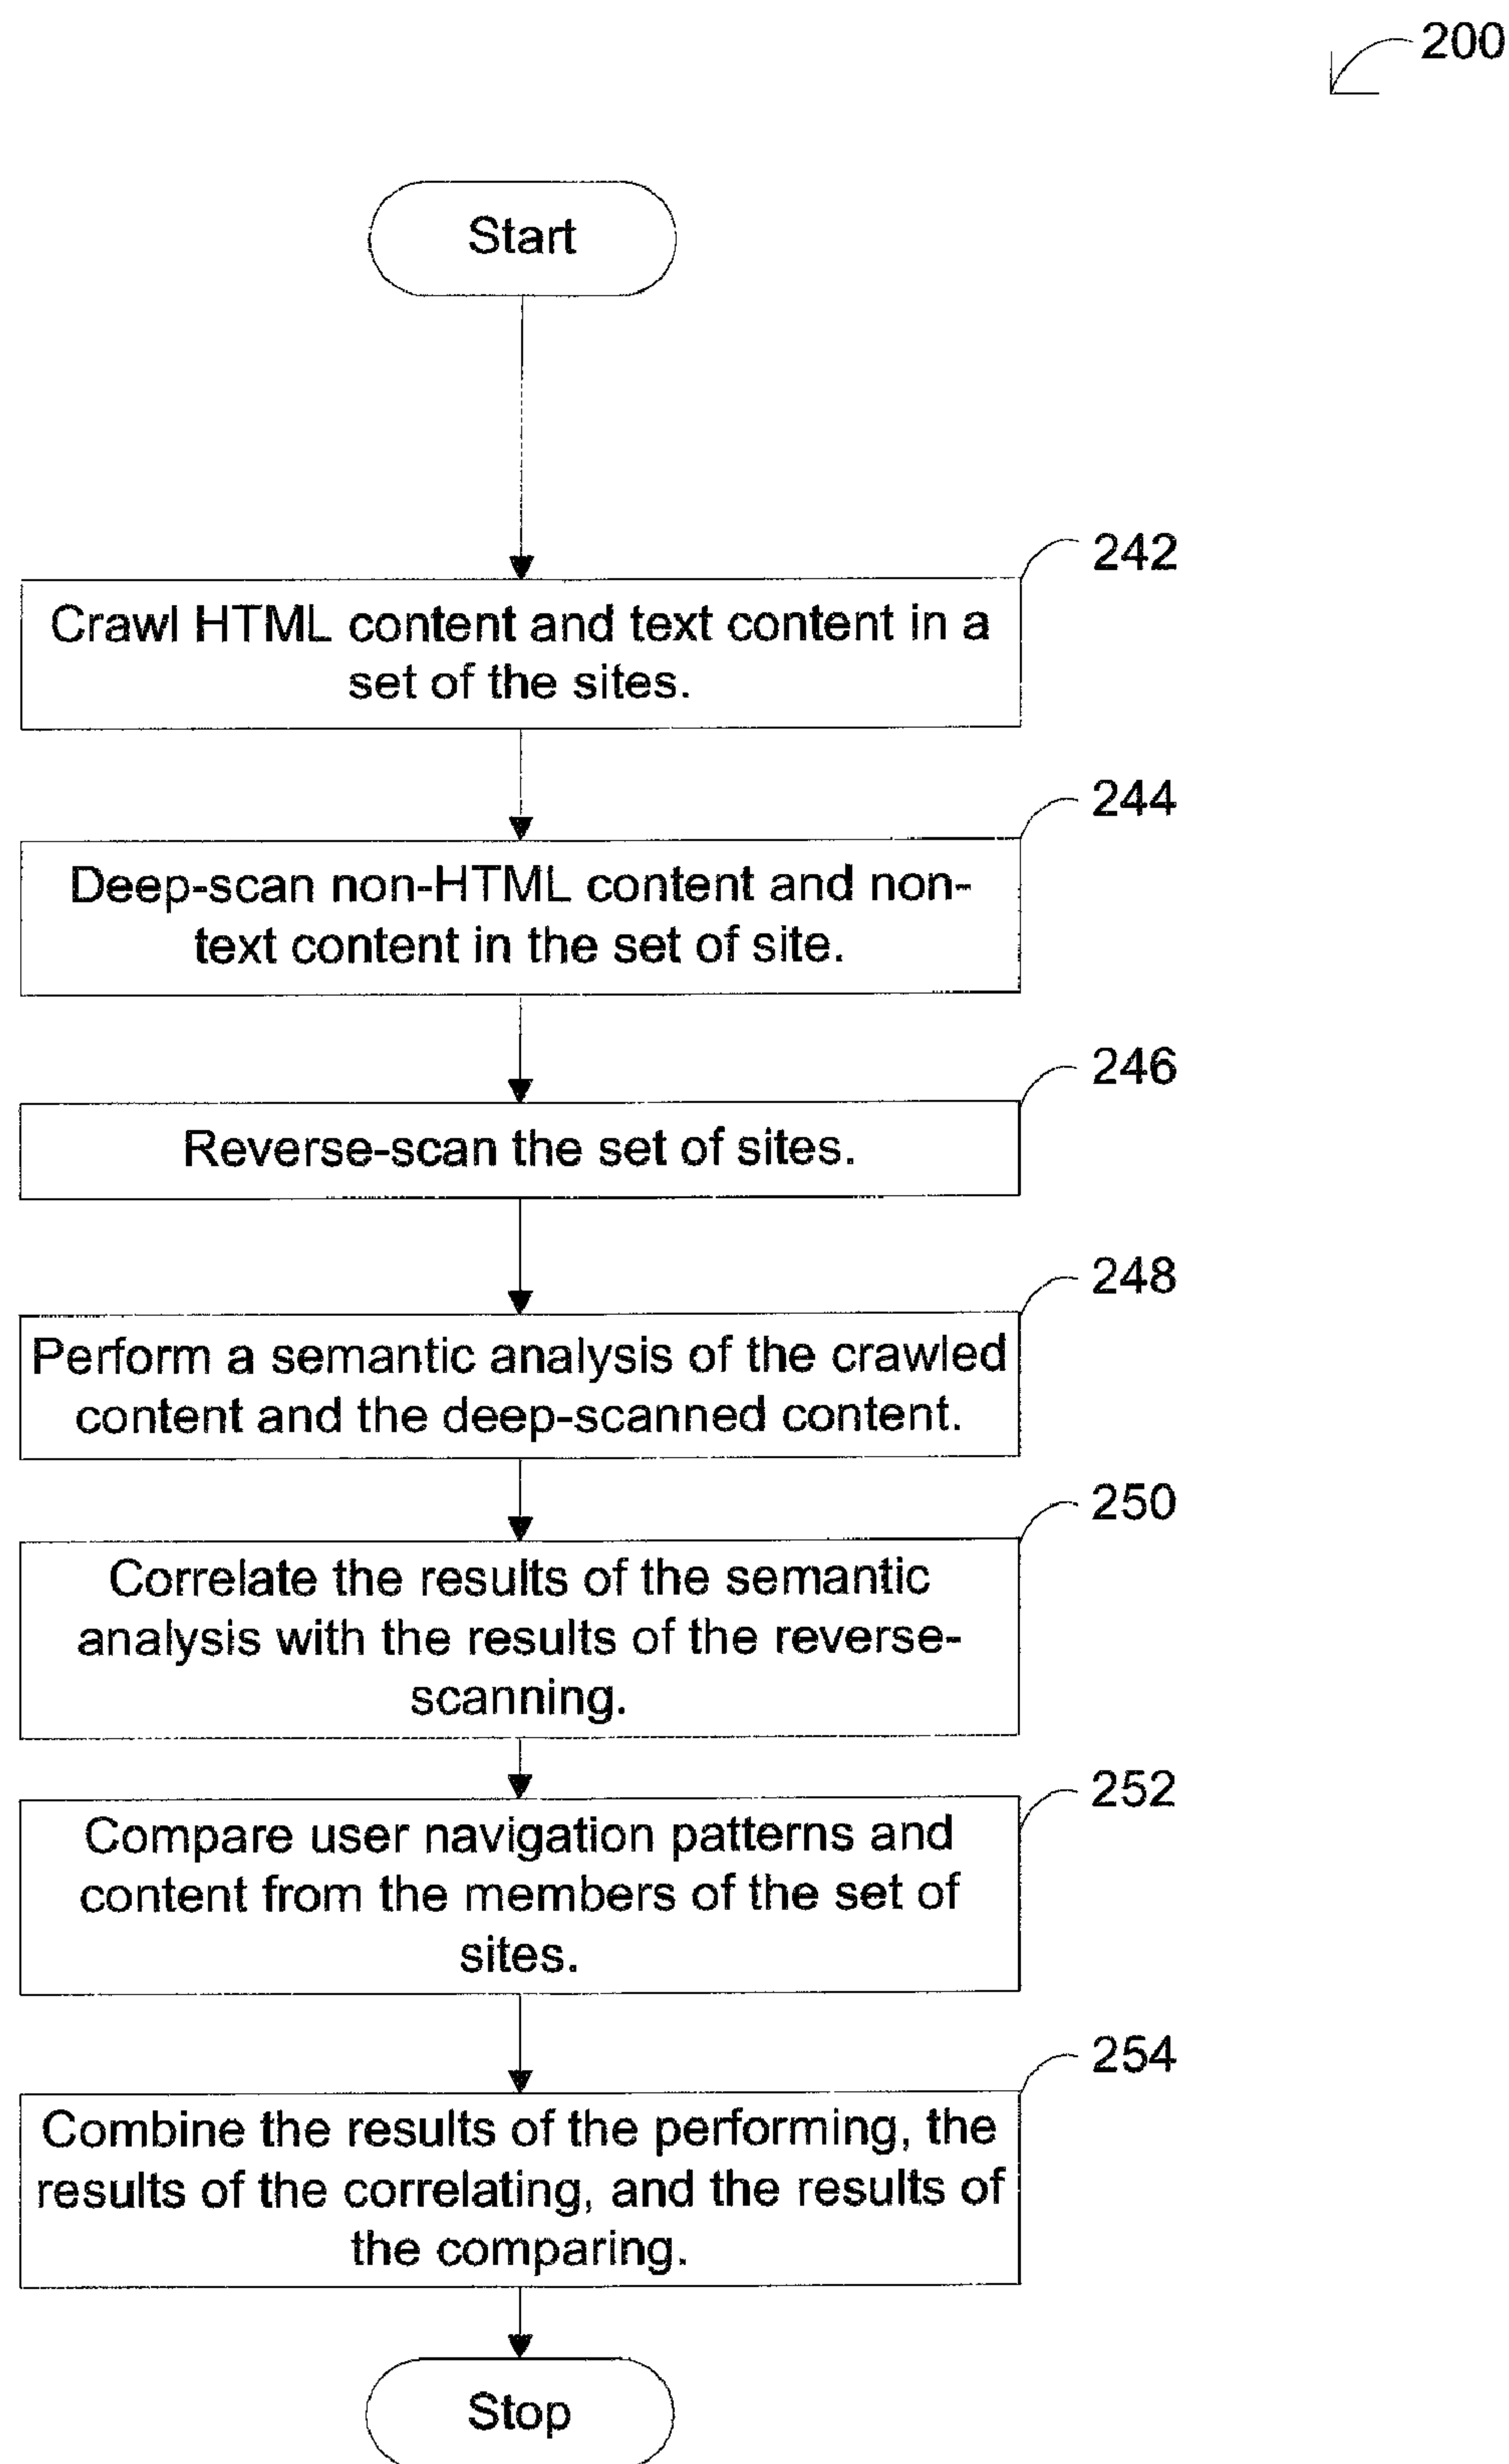 200
Start
242
Crawl HTML content and text content in a
set of the sites.
244
Deep-scan non-HTML content and non-
text content in the set of site.
246
Reverse-scan the set of sites.
248
Perform a semantic analysis of the crawled
content and the deep-scanned content.
250
Correlate the results of the semantic
analysis with the results of the reverse-
scanning.
252
Compare user navigation patterns and
content from the members of the set of
sites.
254
Combine the results of the performing, the
results of the correlating, and the results of
the comparing.
Stop